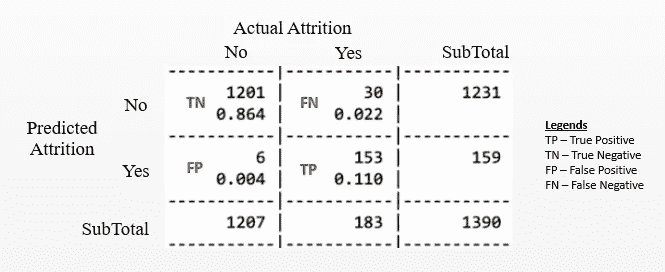 Actual Attrition
No Yes SubTotal
No TN 1201 FN 30 1231
0.864 0.022
Predicted
Attrition
Yes FP 6 TP 153 159
0.004 0.110
SubTotal 1207 183 1390
Legends
TP – True Positive
TN – True Negative
FP – False Positive
FN – False Negative